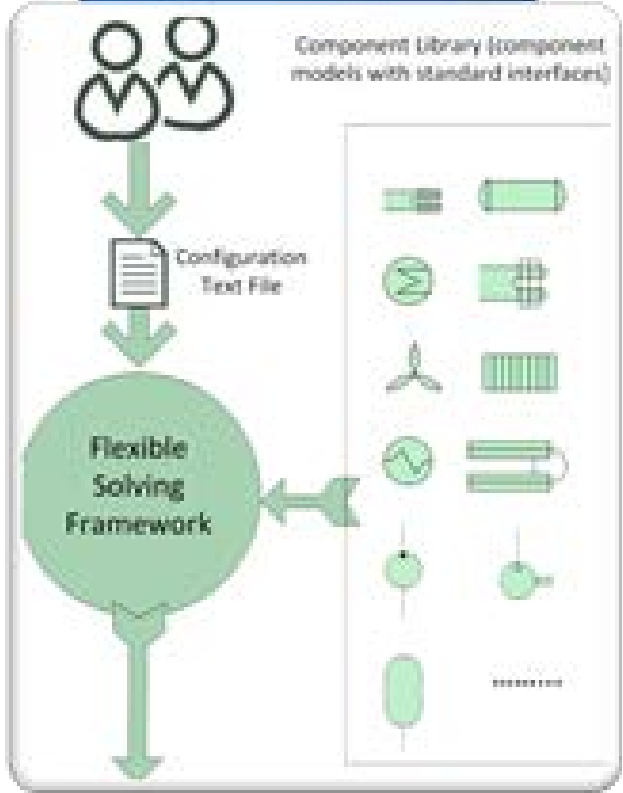 Component Library (component
models with standard interfaces)
Configuration
Text File
Flexible
Solving
Framework